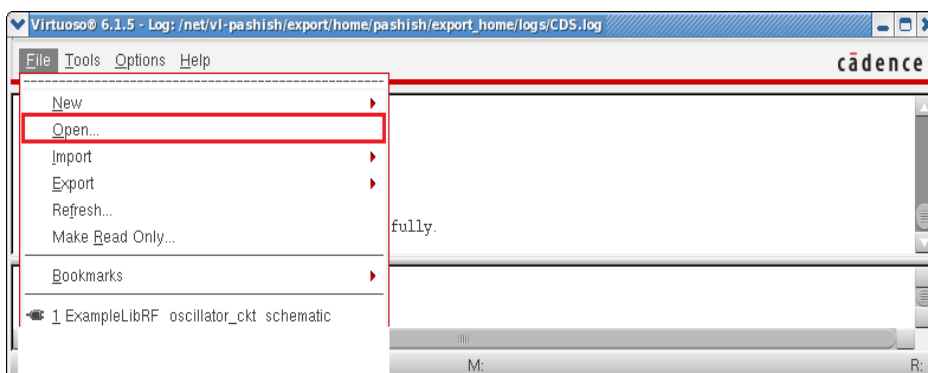 Virtuoso® 6.1.5 - Log: /net/vl-pashish/export/home/pashish/export_home/logs/CDS.log
File Tools Options Help
cādence
New
Open...
Import
Export
Refresh...
Make Read Only...
fully.
Bookmarks
1 ExampleLibRF oscillator_ckt schematic
M: R: